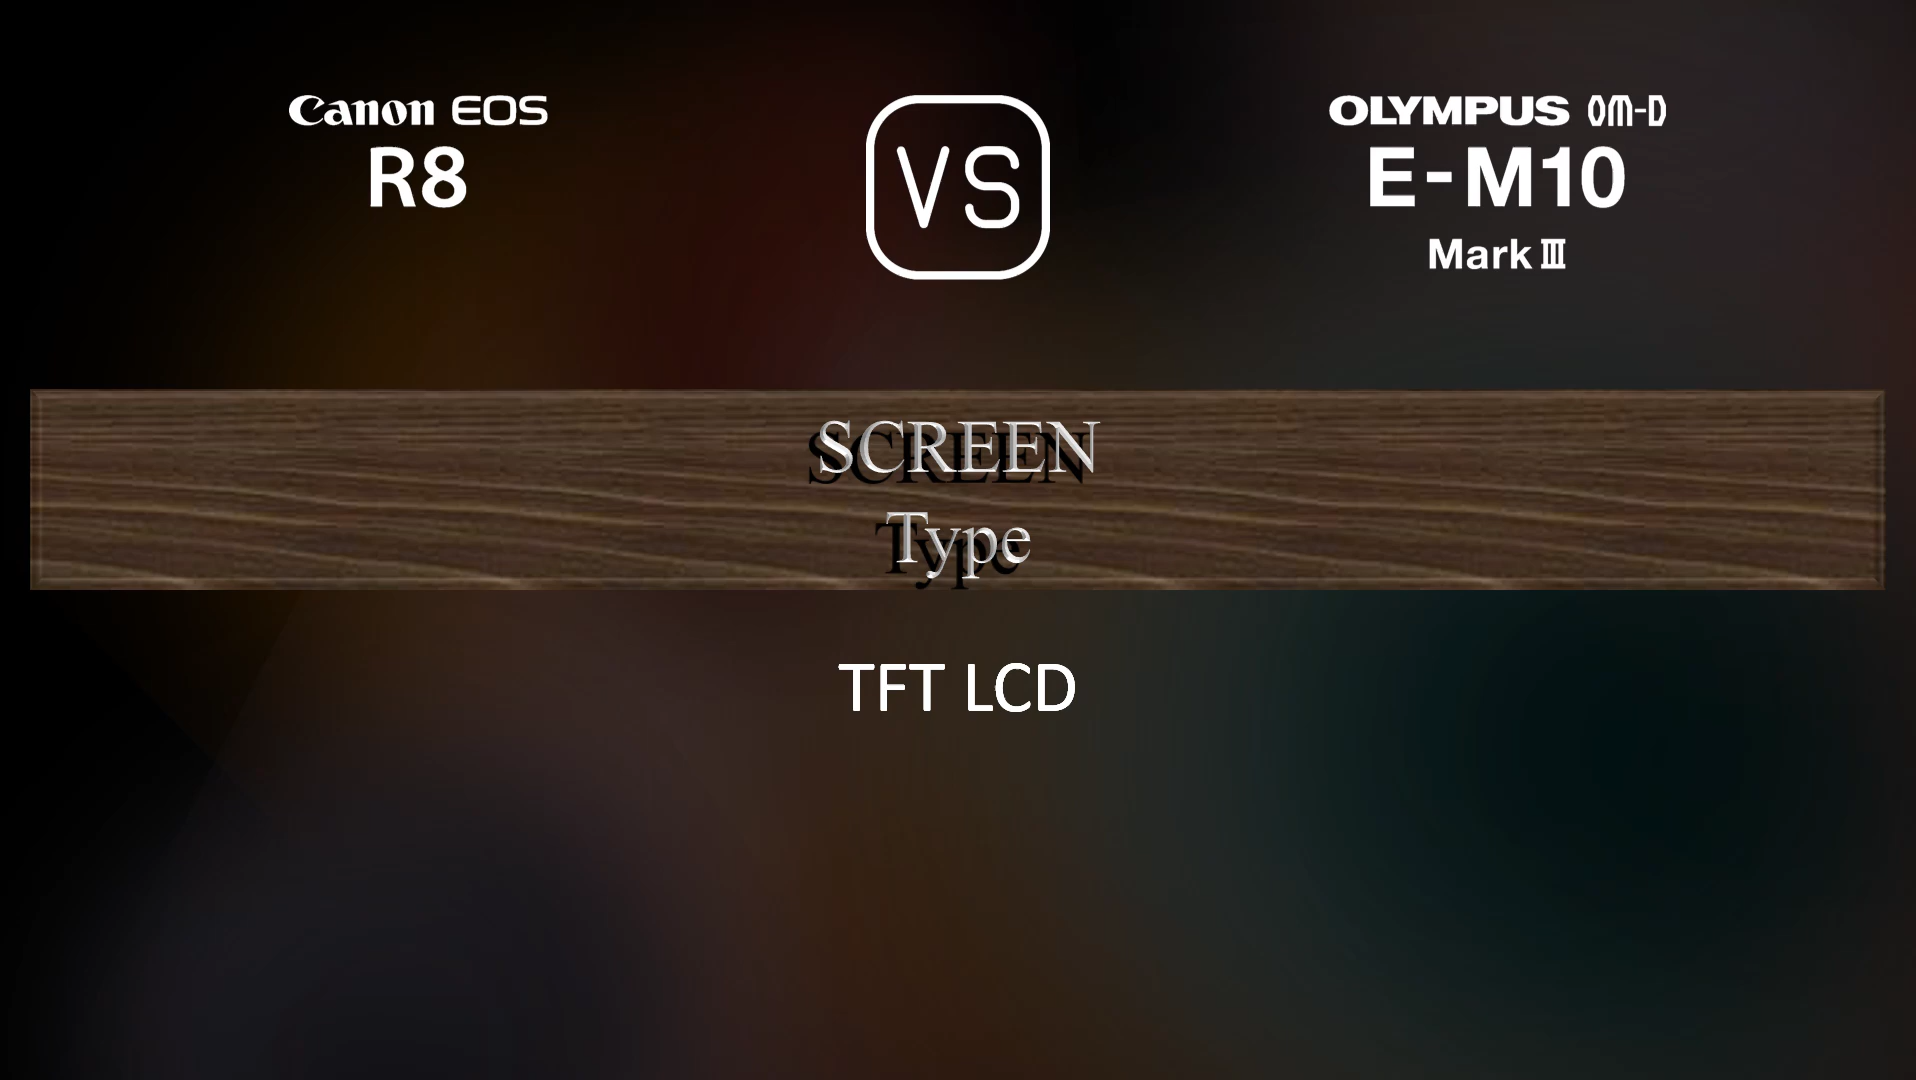 Canon EOS
R8
VS
OLYMPUS OM-D
E-M10
Mark III
SCREEN
Type
TFT LCD